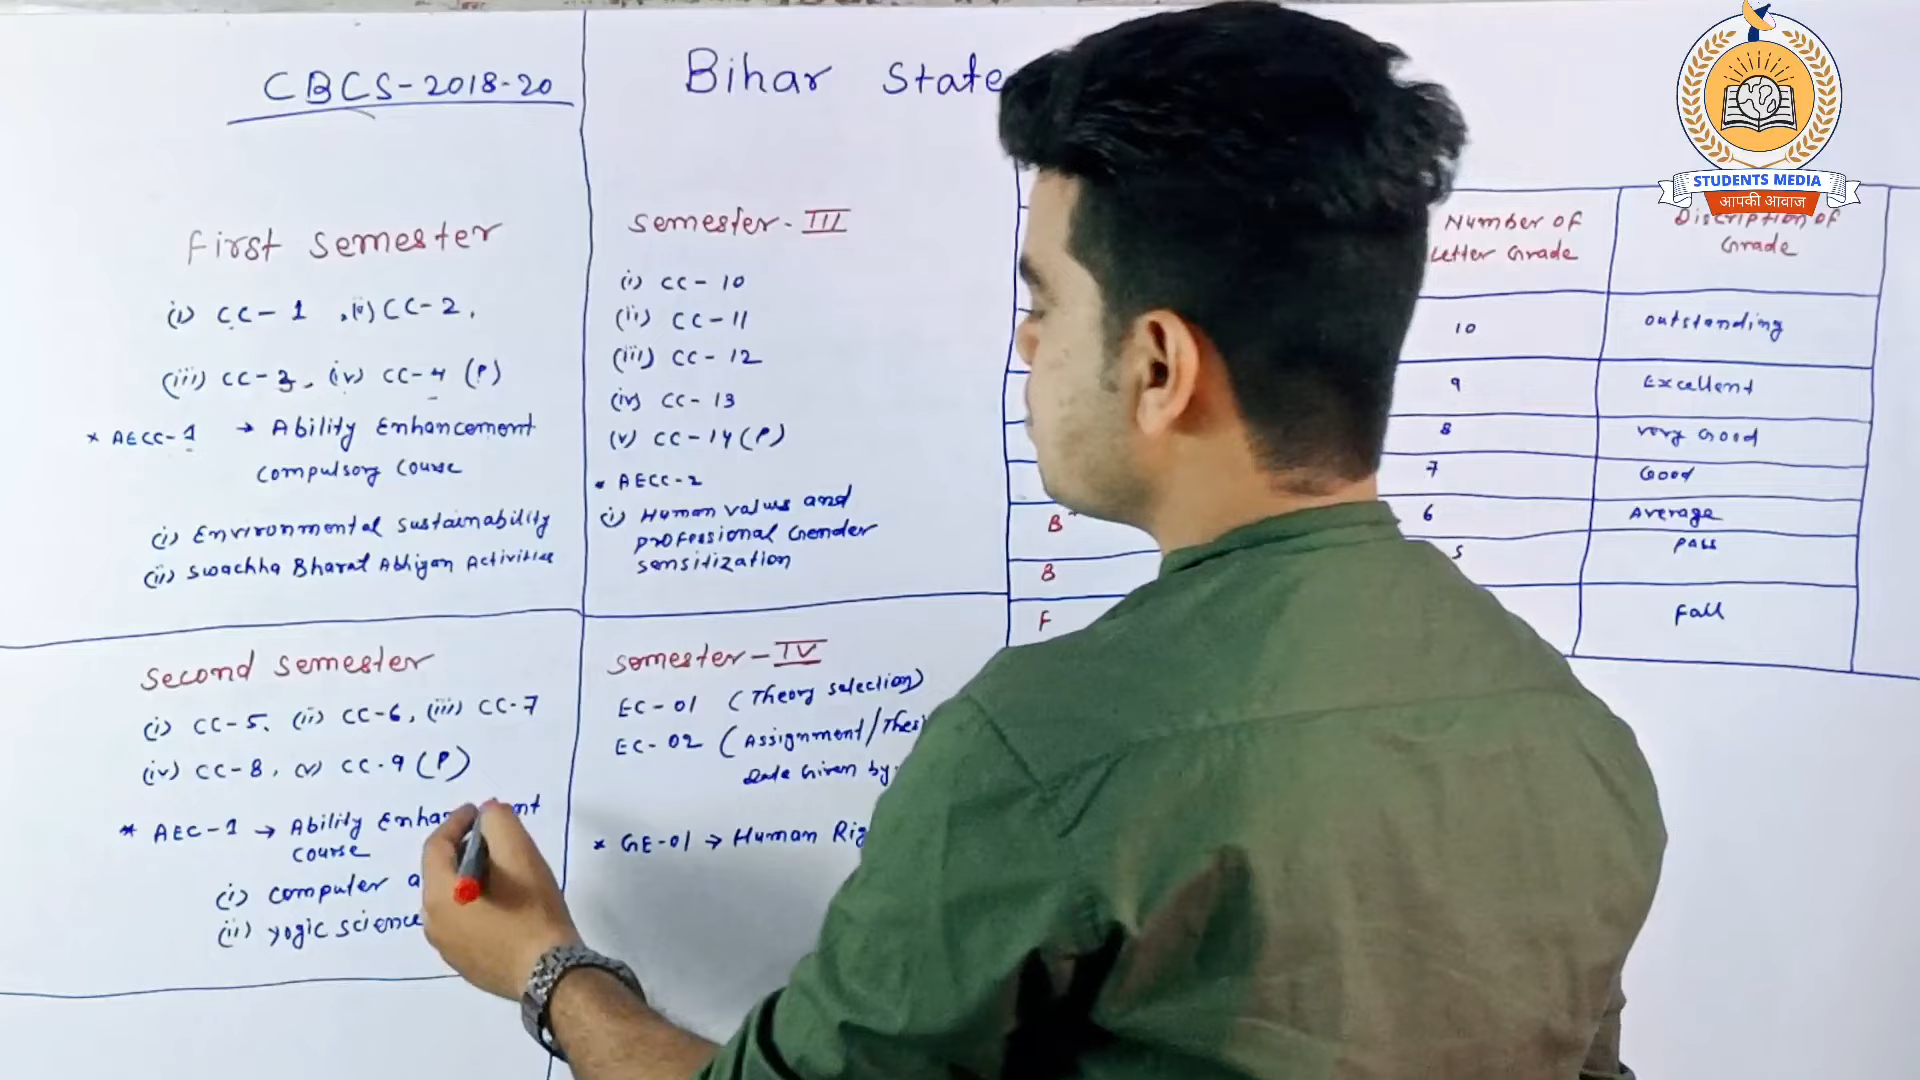 CBCS-2018-20
Bihar State
First Semester
(i) CC-1 , ii) CC-2,
(iii) CC-3, (iv) CC-4 (P)
* AECC-1 → Ability Enhancement
compulsory course
(i) Environmental Sustainability
(ii) Swachha Bharat Abhiyan Activities
Second Semester
(i) CC-5, (ii) CC-6, (iii) CC-7
(iv) CC-8, (v) CC-9 (P)
* AEC-1 → Ability
course
(i) computer
(ii) yogic science
Semester-III
(i) CC-10
(ii) CC-11
(iii) CC-12
(iv) CC-13
(v) CC-14 (P)
* AECC-2
(i) Human values and
professional Gender
sensitization
Semester-IV
EC-01 (Theory selection)
EC-02 (Assignment/
Given by
* GE-01 → Human
Number of
Letter Grade
Discription of
Grade
10 outstanding
9 Excellent
8 very Good
7 Good
B+ 6 Average
B 5 pass
F Fall
STUDENTS MEDIA
आपकी आवाज